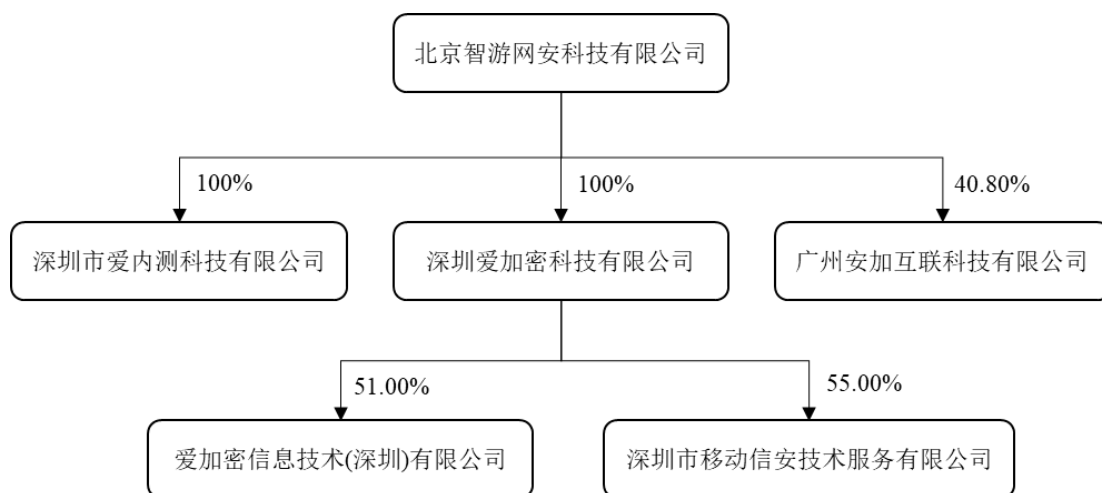 北京智游网安科技有限公司
100%
100%
40.80%
深圳市爱内测科技有限公司
深圳爱加密科技有限公司
广州安加互联科技有限公司
51.00%
55.00%
爱加密信息技术(深圳)有限公司
深圳市移动信安技术服务有限公司